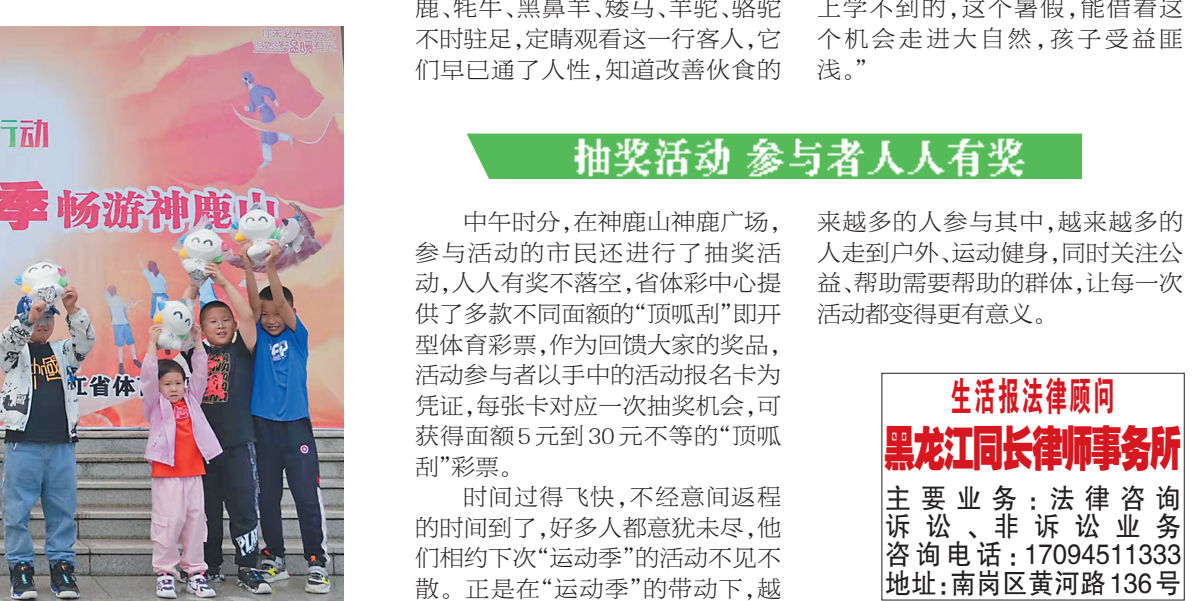 行动
季 畅游神鹿山
江省体
鹿、牦牛、黑鼻羊、矮马、羊驼、骆驼
不时驻足,定睛观看这一行客人,它
们早已通了人性,知道改善伙食的
上学不到的,这个暑假,能借着这
个机会走进大自然,孩子受益匪
浅。”
抽奖活动 参与者人人有奖
中午时分,在神鹿山神鹿广场,
参与活动的市民还进行了抽奖活
动,人人有奖不落空,省体彩中心提
供了多款不同面额的“顶呱刮”即开
型体育彩票,作为回馈大家的奖品,
活动参与者以手中的活动报名卡为
凭证,每张卡对应一次抽奖机会,可
获得面额5元到30元不等的“顶呱
刮”彩票。
时间过得飞快,不经意间返程
的时间到了,好多人都意犹未尽,他
们相约下次“运动季”的活动不见不
散。正是在“运动季”的带动下,越
来越多的人参与其中,越来越多的
人走到户外、运动健身,同时关注公
益、帮助需要帮助的群体,让每一次
活动都变得更有意义。
生活报法律顾问
黑龙江同长律师事务所
主要业务:法律咨询
诉讼、非诉讼业务
咨询电话:17094511333
地址:南岗区黄河路136号